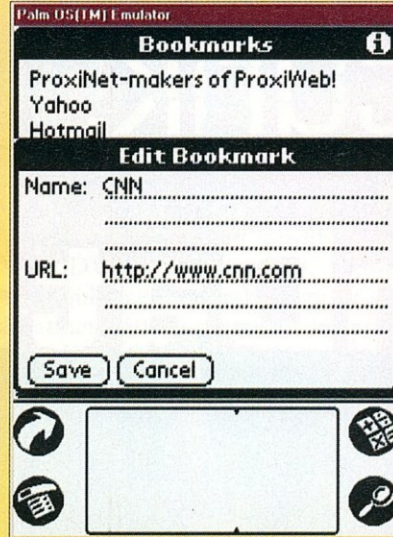 Palm OS(TM) Emulator
Bookmarks
ProxiNet-makers of ProxiWeb!
Yahoo
Hotmail
Edit Bookmark
Name: CNN
URL: http://www.cnn.com
Save Cancel